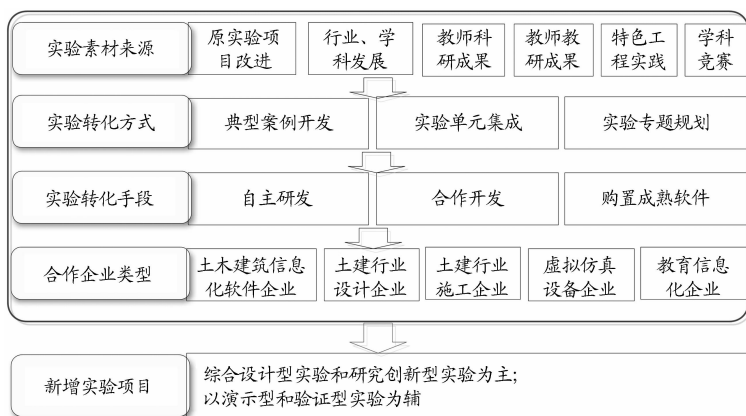 实验素材来源
原实验项
目改进
行业、学
科发展
教师科
研成果
教师教
研成果
特色工
程实践
学科
竞赛
实验转化方式
典型案例开发
实验单元集成
实验专题规划
实验转化手段
自主研发
合作开发
购置成熟软件
合作企业类型
土木建筑信息
化软件企业
土建行业
设计企业
土建行业
施工企业
虚拟仿真
设备企业
教育信息
化企业
新增实验项目
综合设计型实验和研究创新型实验为主;
以演示型和验证型实验为辅